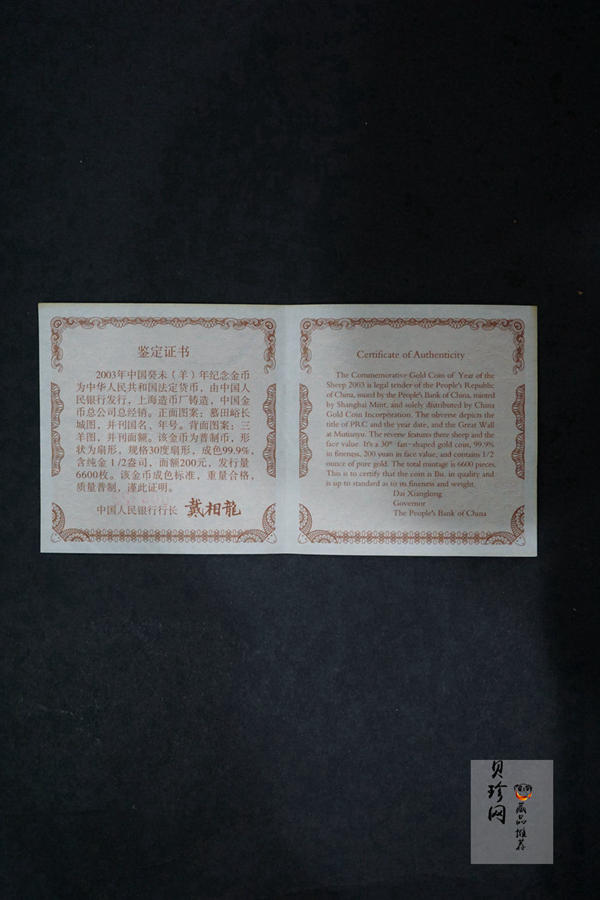 鉴定证书
2003年中国癸未（羊）年纪念金币
为中华人民共和国法定货币，由中国人
民银行发行，上海造币厂铸造，中国金
币总公司总经销。正面图案：慕田峪长
城图，并刊国名、年号。背面图案：三
羊图，并刊面额。该金币为普制币，形
状为扇形，规格30度扇形，成色99.9%，
含纯金1/2盎司，面额200元，发行量
6600枚。该金币成色标准，重量合格，
质量普制，谨此证明。
中国人民银行行长 戴相龍
Certificate of Authenticity
The Commemorative Gold Coin of Year of the
Sheep 2003 is legal tender of the People's Republic
of China, issued by the People's Bank of China, minted
by Shanghai Mint, and solely distributed by China
Gold Coin Incorporation. The obverse depicts the
title of PRC and the year date, and the Great Wall
at Mutianyu. The reverse features three sheep and the
face value. It's a 30° fan-shaped gold coin, 99.9%
in fineness, 200 yuan in face value, and contains 1/2
ounce of pure gold. The total mintage is 6600 pieces.
This is to certify that the coin is Bu. in quality and
is up to standard as to its fineness and weight.
Dai Xianglong
Governor
The People's Bank of China
贝珍网
藏品推荐